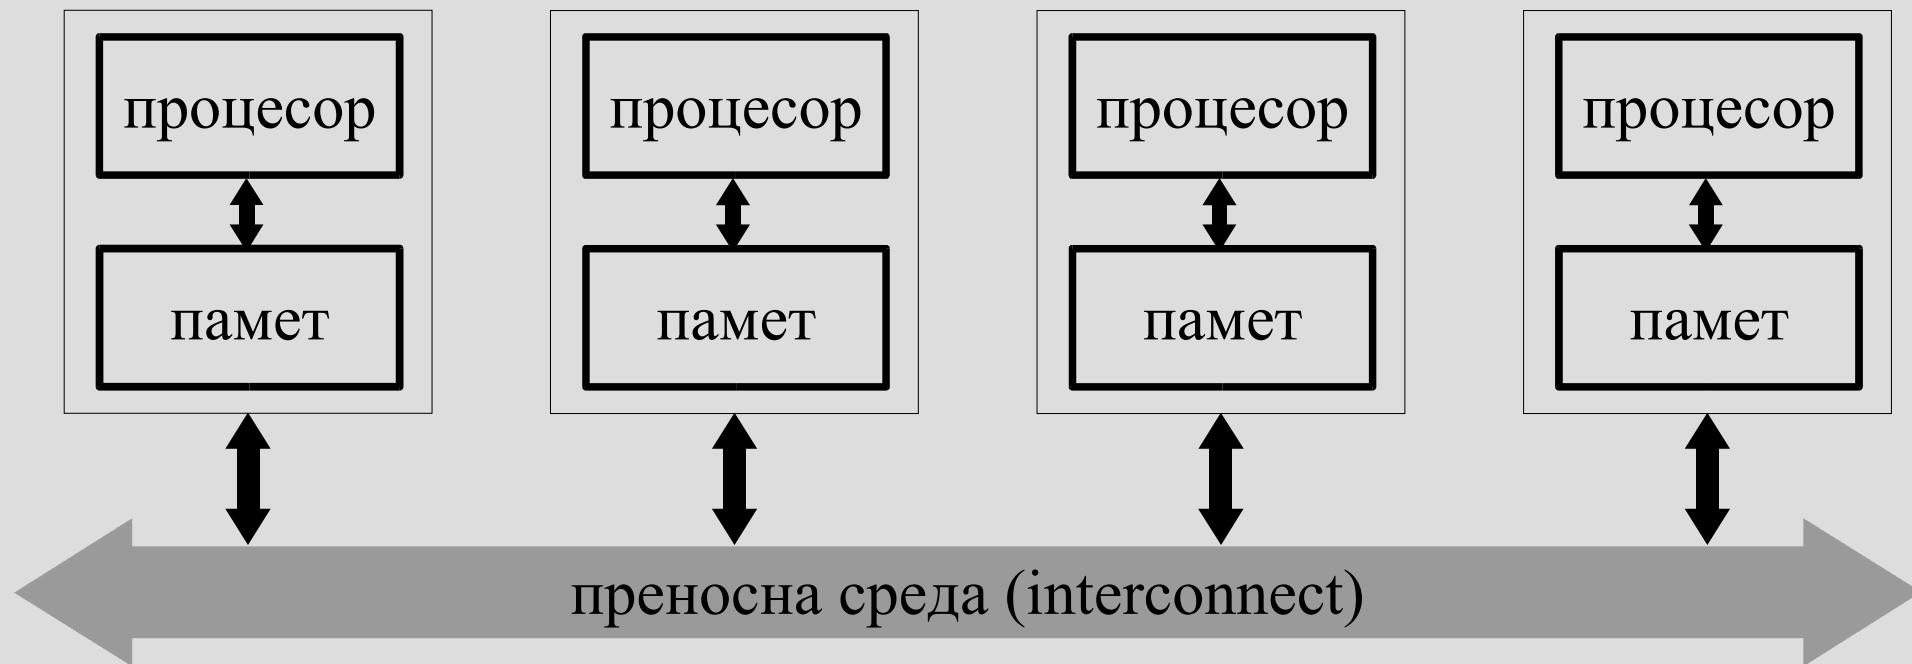 процесор
процесор
процесор
процесор
памет
памет
памет
памет
преносна среда (interconnect)